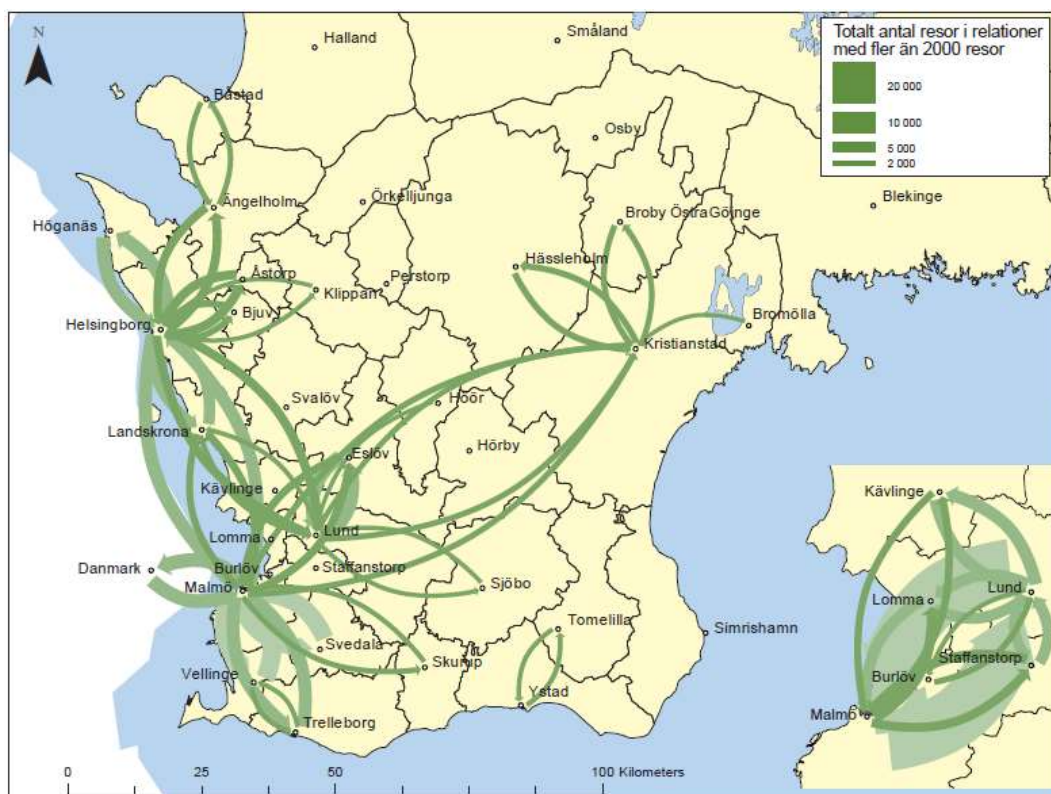 N
Halland
Småland
Totalt antal resor i relationer
med fler än 2000 resor
20 000
10 000
5 000
2 000
Båstad
Osby
Ängelholm
Örkelljunga
Blekinge
Höganäs
Broby ÖstraGöinge
Hässleholm
Åstorp
Perstorp
Klippan
Bjuv
Helsingborg
Bromölla
Kristianstad
Svalöv
Höör
Landskrona
Hörby
Eslöv
Kävlinge
Lund
Lomma
Danmark
Burlöv
Staffanstorp
Malmö
Sjöbo
Tomelilla
Simrishamn
Svedala
Skurup
Vellinge
Ystad
Trelleborg
Kävlinge
Lund
Lomma
Staffanstorp
Burlöv
Malmö
0 25 50 100 Kilometers